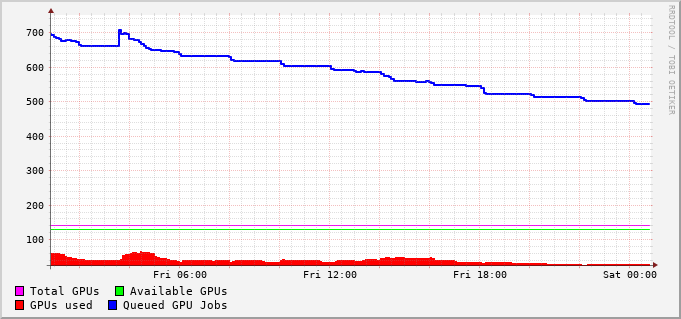 RRDTOOL / TOBI OETIKER
700
600
500
400
300
200
100
Fri 06:00 Fri 12:00 Fri 18:00 Sat 00:00
Total GPUs Available GPUs
GPUs used Queued GPU Jobs